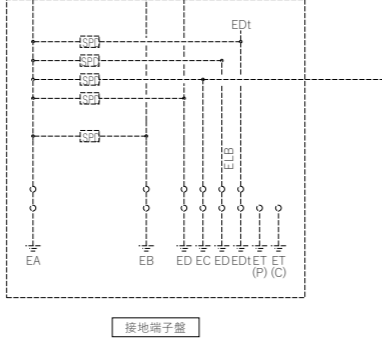 EDt
SPD
SPD
SPD
SPD
SPD
ELB
EA EB ED EC ED EDt ET ET
(P) (C)
接地端子盤